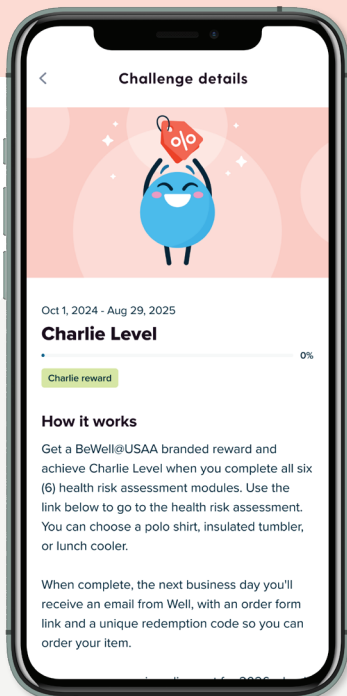 Challenge details
%
Oct 1, 2024 - Aug 29, 2025
Charlie Level
0%
Charlie reward
How it works
Get a BeWell@USAA branded reward and
achieve Charlie Level when you complete all six
(6) health risk assessment modules. Use the
link below to go to the health risk assessment.
You can choose a polo shirt, insulated tumbler,
or lunch cooler.
When complete, the next business day you'll
receive an email from Well, with an order form
link and a unique redemption code so you can
order your item.